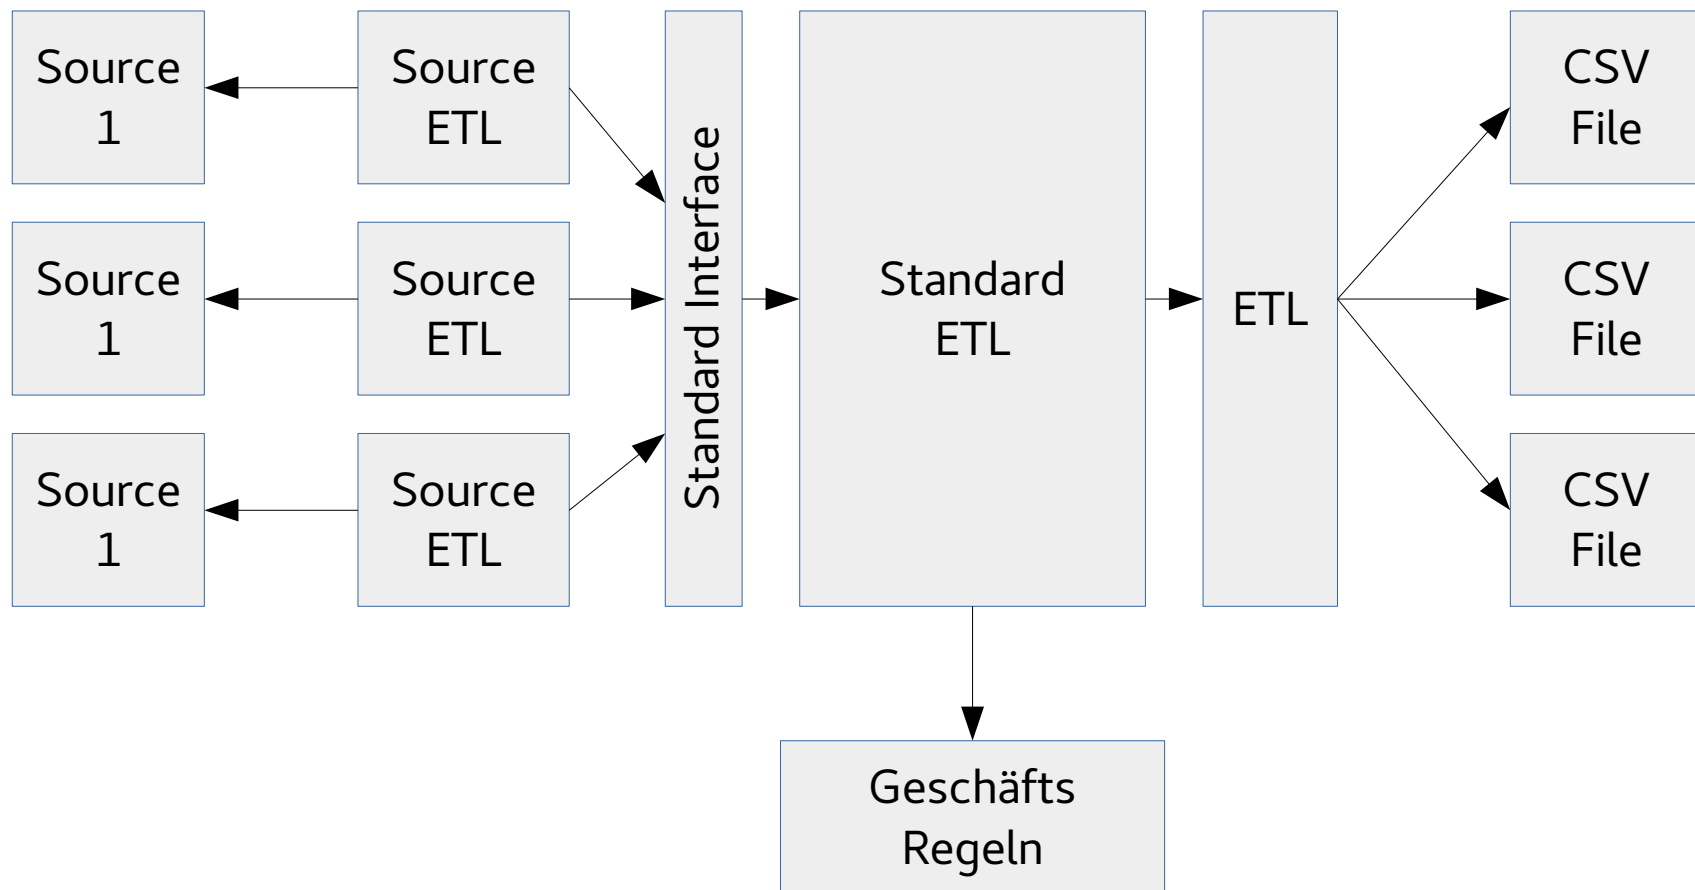 Source
1
Source
ETL
Standard Interface
Standard
ETL
ETL
CSV
File
Source
1
Source
ETL
CSV
File
Source
1
Source
ETL
CSV
File
Geschäfts
Regeln